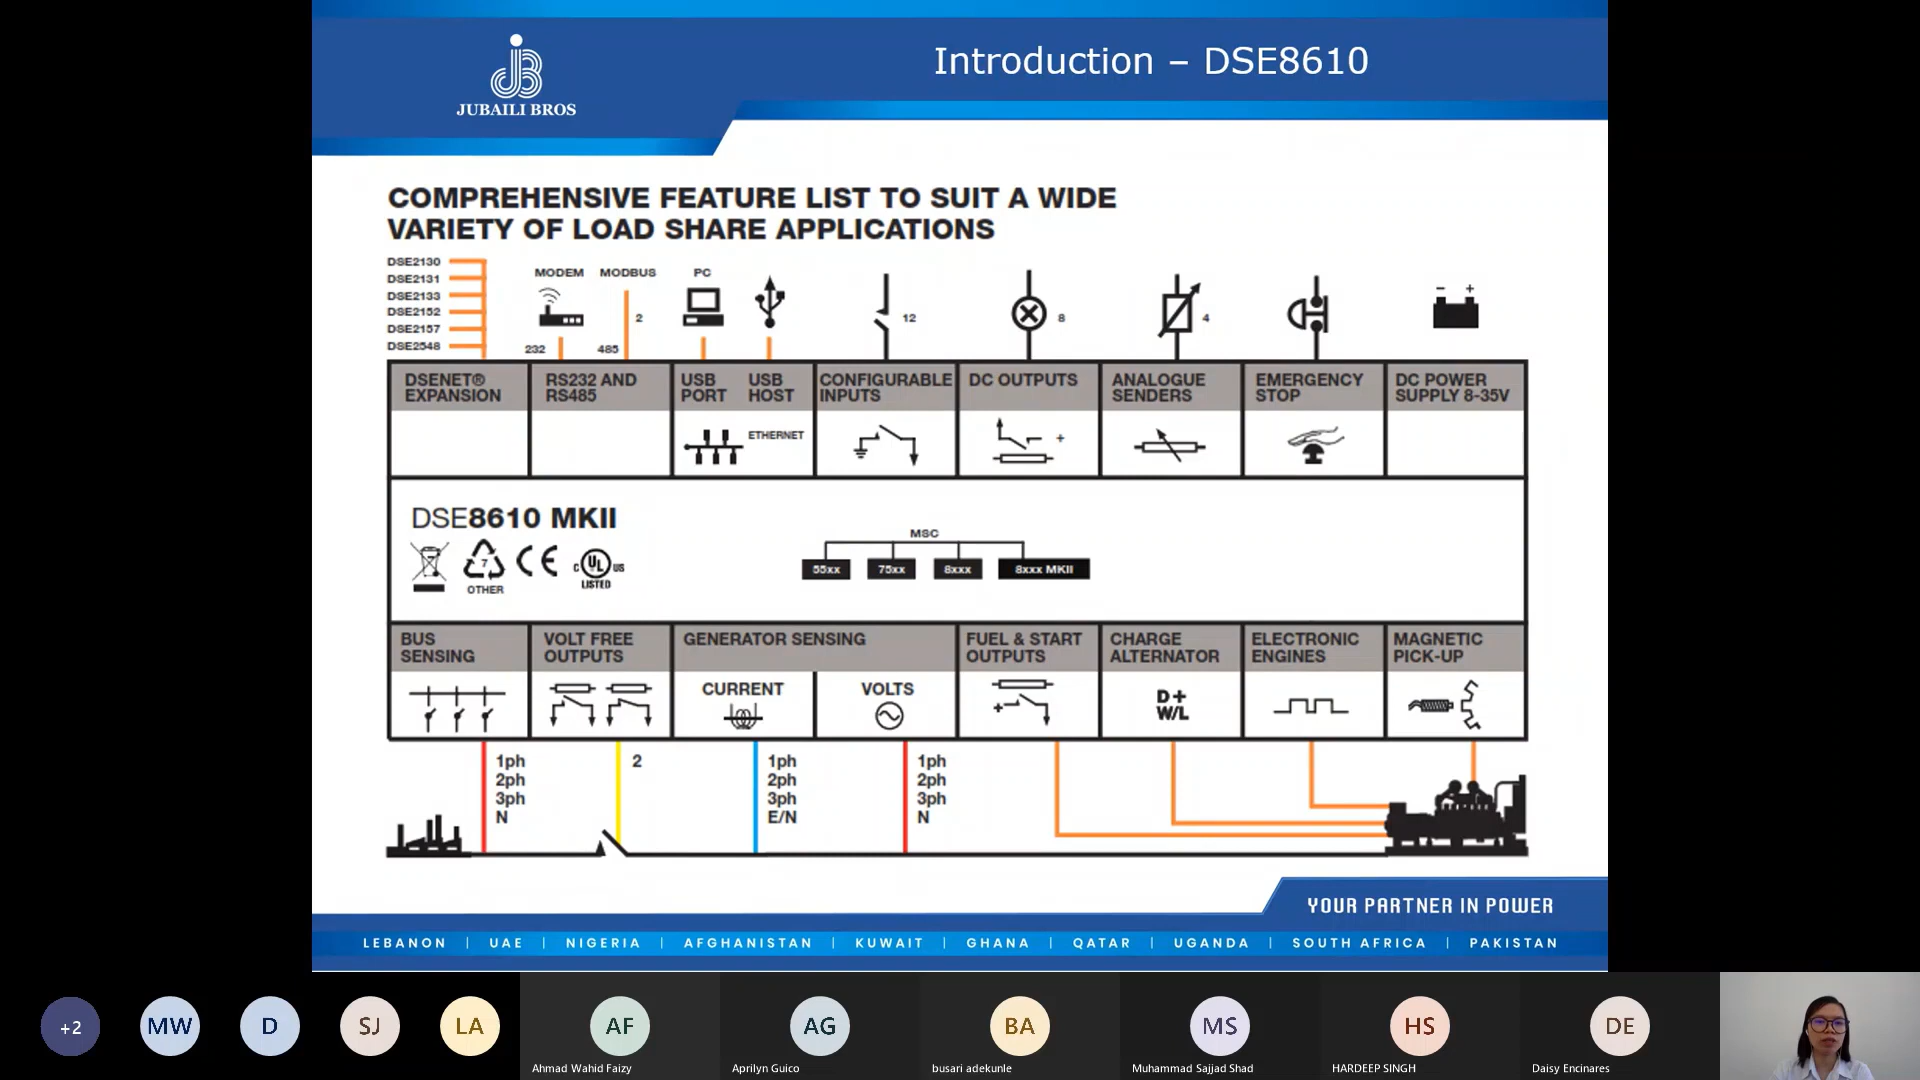 JUBAILI BROS
Introduction – DSE8610
COMPREHENSIVE FEATURE LIST TO SUIT A WIDE
VARIETY OF LOAD SHARE APPLICATIONS
DSE2130
DSE2131
DSE2133
DSE2152
DSE2157
DSE2548
MODEM
MODBUS
PC
2
12
8
4
- +
232
485
DSENET®
EXPANSION
RS232 AND
RS485
USB
PORT
USB
HOST
CONFIGURABLE
INPUTS
DC OUTPUTS
ANALOGUE
SENDERS
EMERGENCY
STOP
DC POWER
SUPPLY 8-35V
ETHERNET
+
DSE8610 MKII
7
OTHER
CE
C UL US
LISTED
MSC
55xx
75xx
8xxx
8xxx MKII
BUS
SENSING
VOLT FREE
OUTPUTS
GENERATOR SENSING
FUEL & START
OUTPUTS
CHARGE
ALTERNATOR
ELECTRONIC
ENGINES
MAGNETIC
PICK-UP
CURRENT
VOLTS
+
D+
W/L
1ph
2ph
3ph
N
2
1ph
2ph
3ph
E/N
1ph
2ph
3ph
N
YOUR PARTNER IN POWER
LEBANON | UAE | NIGERIA | AFGHANISTAN | KUWAIT | GHANA | QATAR | UGANDA | SOUTH AFRICA | PAKISTAN
+2
MW
D
SJ
LA
AF
Ahmad Wahid Faizy
AG
Aprilyn Guico
BA
busari adekunle
MS
Muhammad Sajjad Shad
HS
HARDEEP SINGH
DE
Daisy Encinares